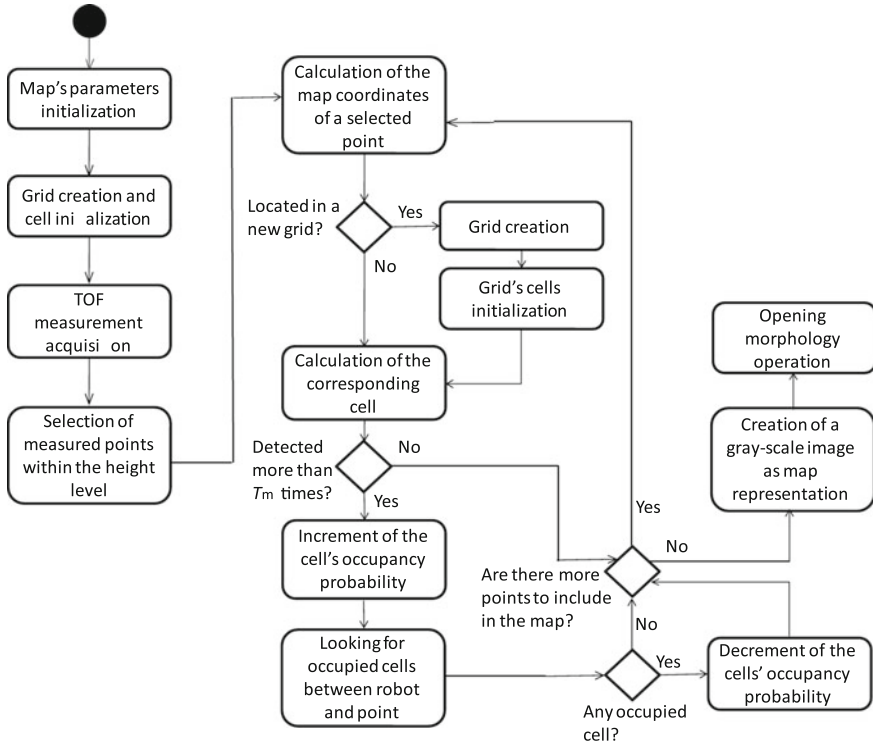 Map's parameters
initialization
Grid creation and
cell ini alization
TOF
measurement
acquisi on
Selection of
measured points
within the height
level
Calculation of the
map coordinates
of a selected
point
Located in a
new grid?
Yes
No
Grid creation
Grid's cells
initialization
Calculation of the
corresponding
cell
Detected
more than
Tm times?
No
Yes
Increment of the
cell's occupancy
probability
Looking for
occupied cells
between robot
and point
Any occupied
cell?
Yes
No
Decrement of the
cells' occupancy
probability
Are there more
points to include
in the map?
Yes
No
Creation of a
gray-scale image
as map
representation
Opening
morphology
operation